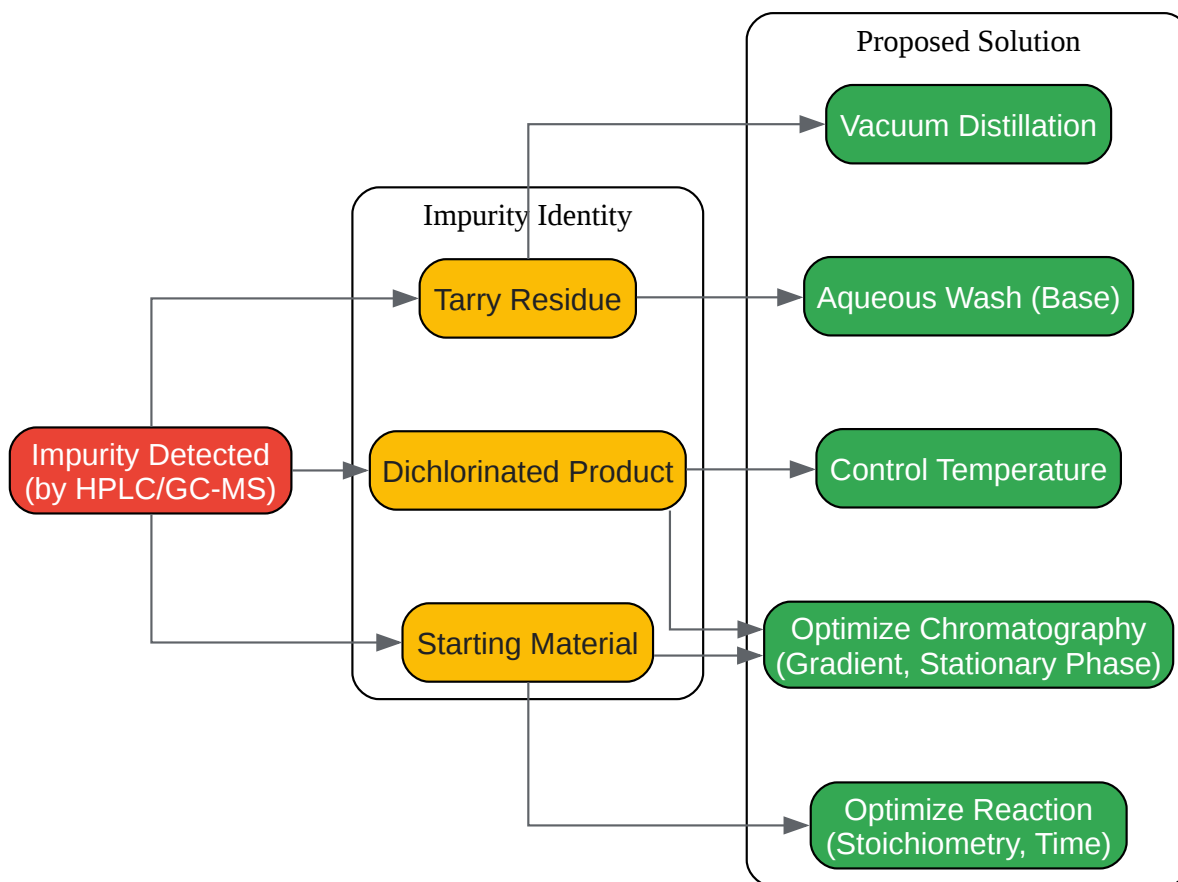 Proposed Solution
Vacuum Distillation
Impurity Identity
Tarry Residue
Aqueous Wash (Base)
Impurity Detected
(by HPLC/GC-MS)
Dichlorinated Product
Control Temperature
Starting Material
Optimize Chromatography
(Gradient, Stationary Phase)
Optimize Reaction
(Stoichiometry, Time)